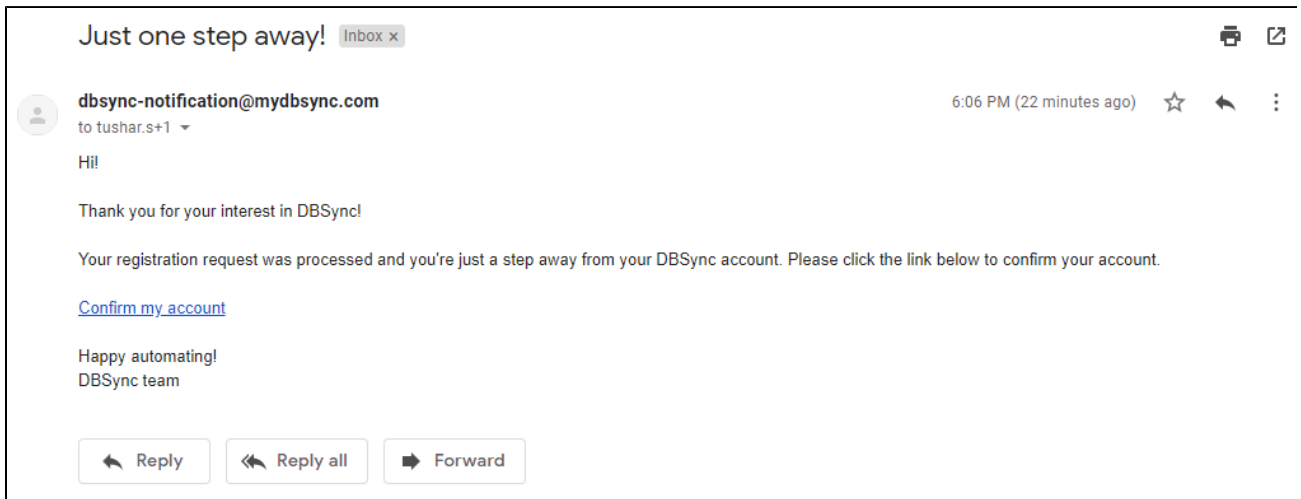 Just one step away! Inbox x
dbsync-notification@mydbsync.com 6:06 PM (22 minutes ago)
to tushar.s+1
Hi!
Thank you for your interest in DBSync!
Your registration request was processed and you're just a step away from your DBSync account. Please click the link below to confirm your account.
Confirm my account
Happy automating!
DBSync team
Reply Reply all Forward